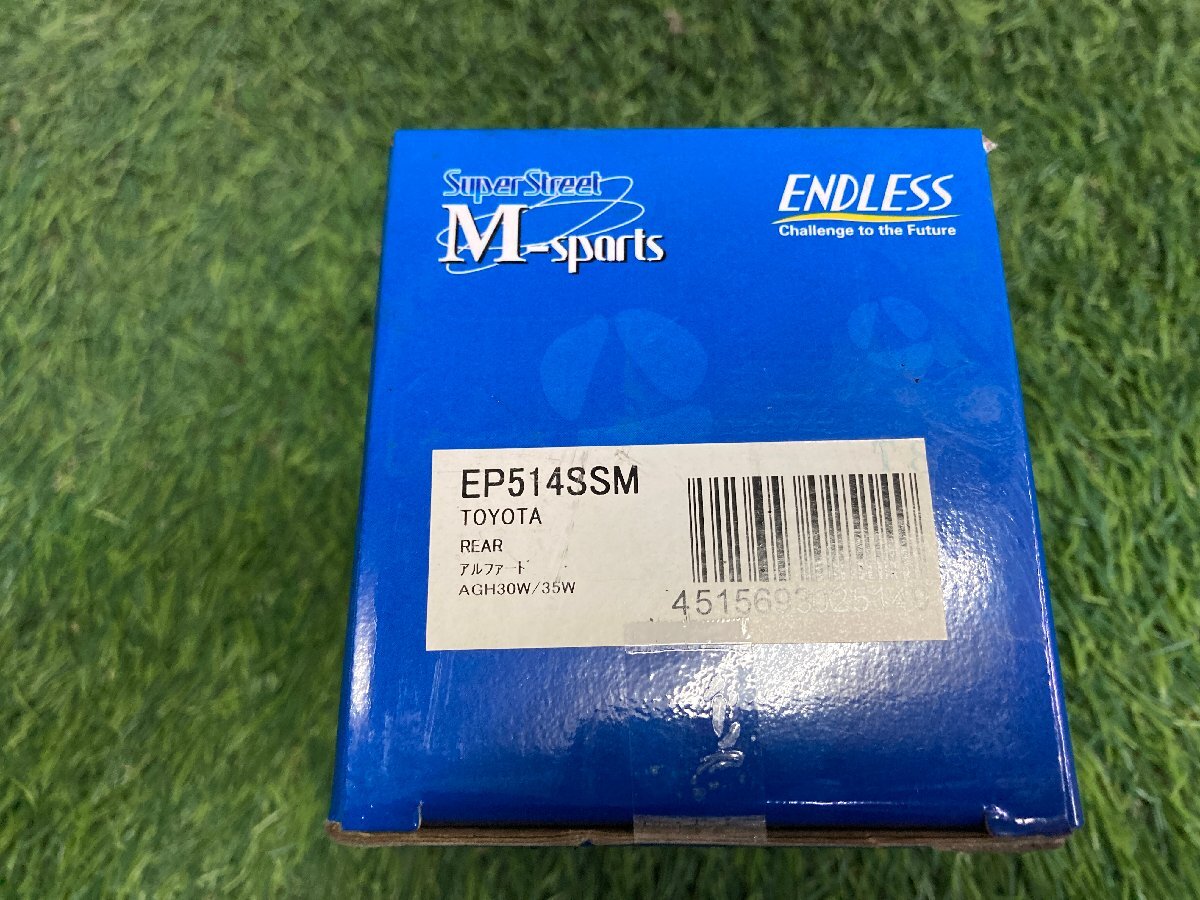 Super Street
M-sports
ENDLESS
Challenge to the Future
EP514SSM
TOYOTA
REAR
アルファード
AGH30W/35W